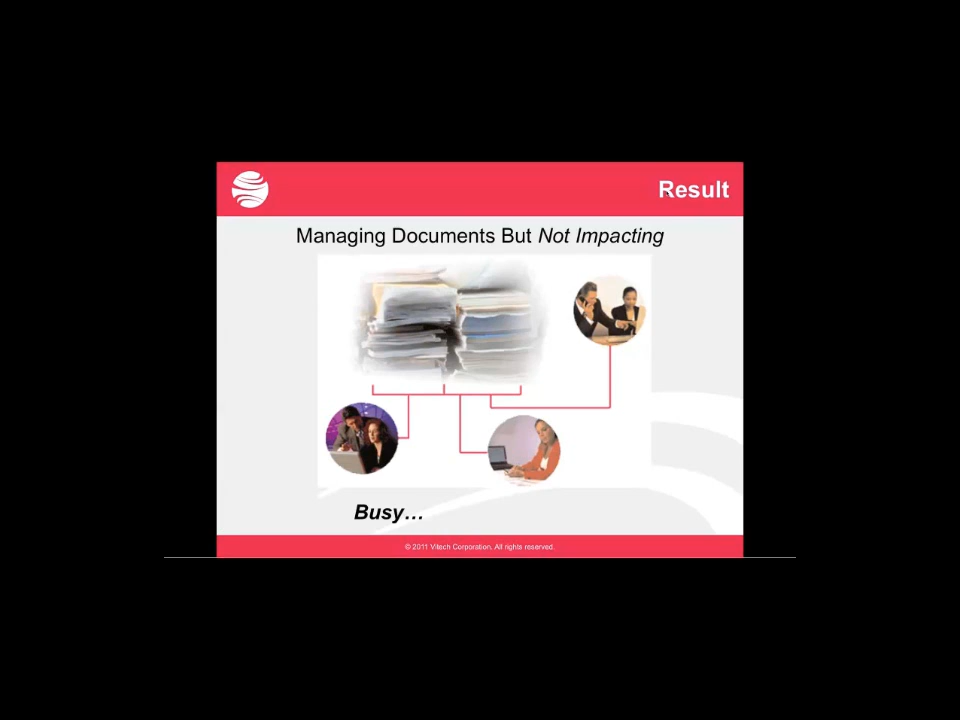 Result
Managing Documents But Not Impacting
Busy…
© 2011 Vitech Corporation. All rights reserved.